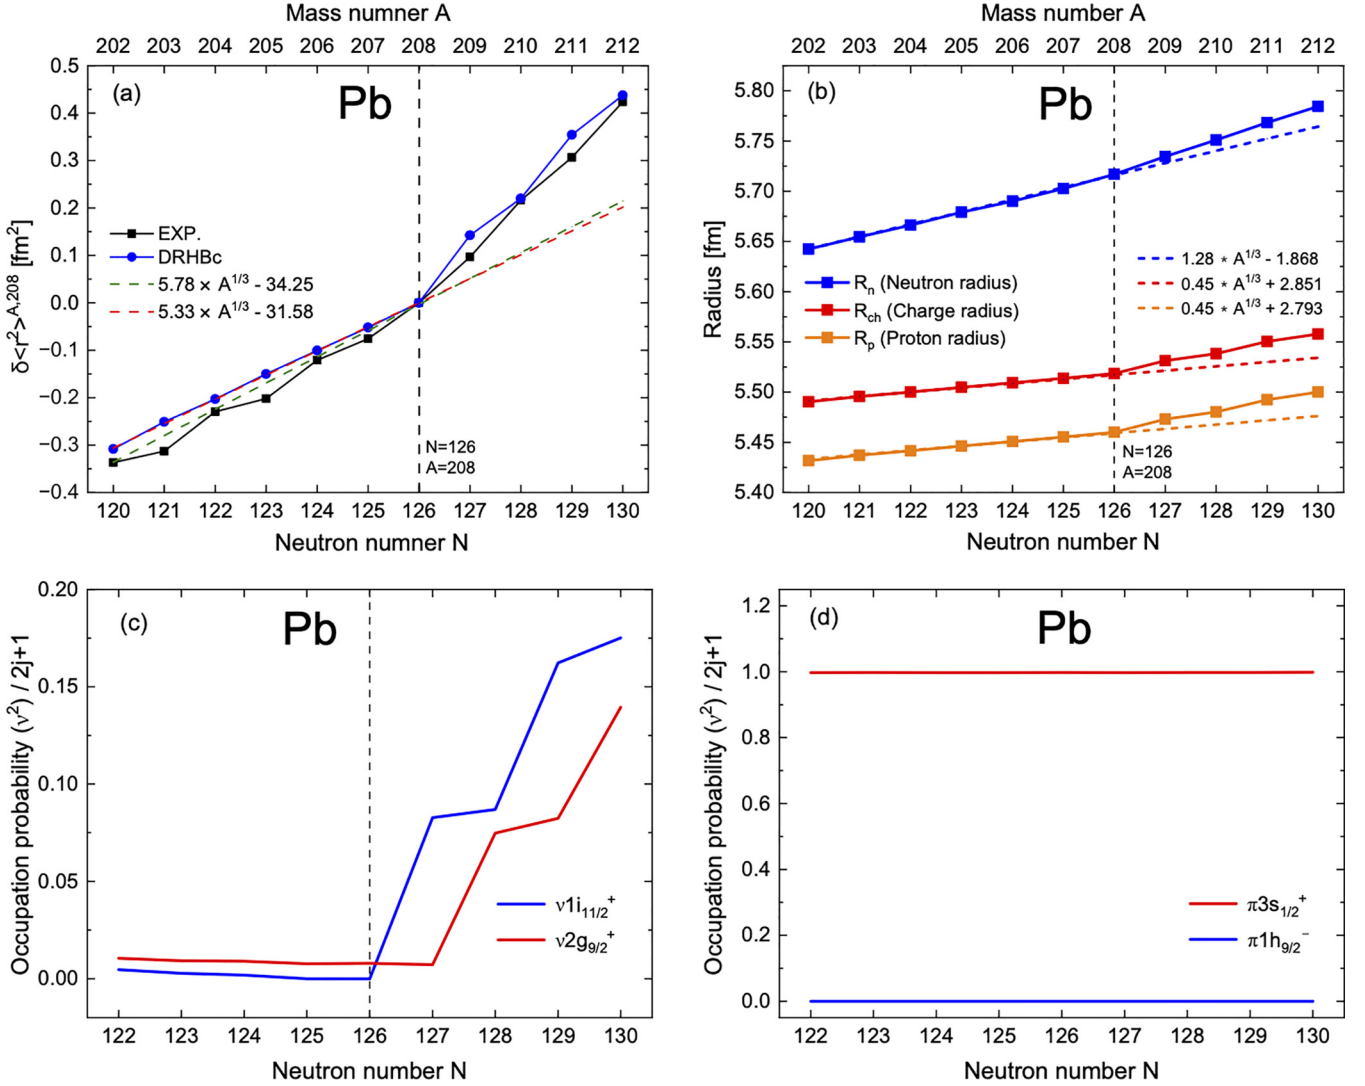 Mass numner A
202 203 204 205 206 207 208 209 210 211 212
0.5
0.4
0.3
0.2
0.1
0.0
−0.1
−0.2
−0.3
−0.4
δ<r²>^A,208 [fm²]
(a)
Pb
EXP.
DRHBc
5.78 × A^1/3 - 34.25
5.33 × A^1/3 - 31.58
N=126
A=208
120 121 122 123 124 125 126 127 128 129 130
Neutron numner N
Mass number A
202 203 204 205 206 207 208 209 210 211 212
5.80
5.75
5.70
5.65
5.60
5.55
5.50
5.45
5.40
Radius [fm]
(b)
Pb
R_n (Neutron radius)
R_ch (Charge radius)
R_p (Proton radius)
1.28 * A^1/3 - 1.868
0.45 * A^1/3 + 2.851
0.45 * A^1/3 + 2.793
N=126
A=208
120 121 122 123 124 125 126 127 128 129 130
Neutron number N
0.20
0.15
0.10
0.05
0.00
Occupation probability (ν²) / 2j+1
(c)
Pb
ν1i_11/2^+
ν2g_9/2^+
122 123 124 125 126 127 128 129 130
Neutron number N
1.2
1.0
0.8
0.6
0.4
0.2
0.0
Occupation probability (ν²) / 2j+1
(d)
Pb
π3s_1/2^+
π1h_9/2^−
122 123 124 125 126 127 128 129 130
Neutron number N